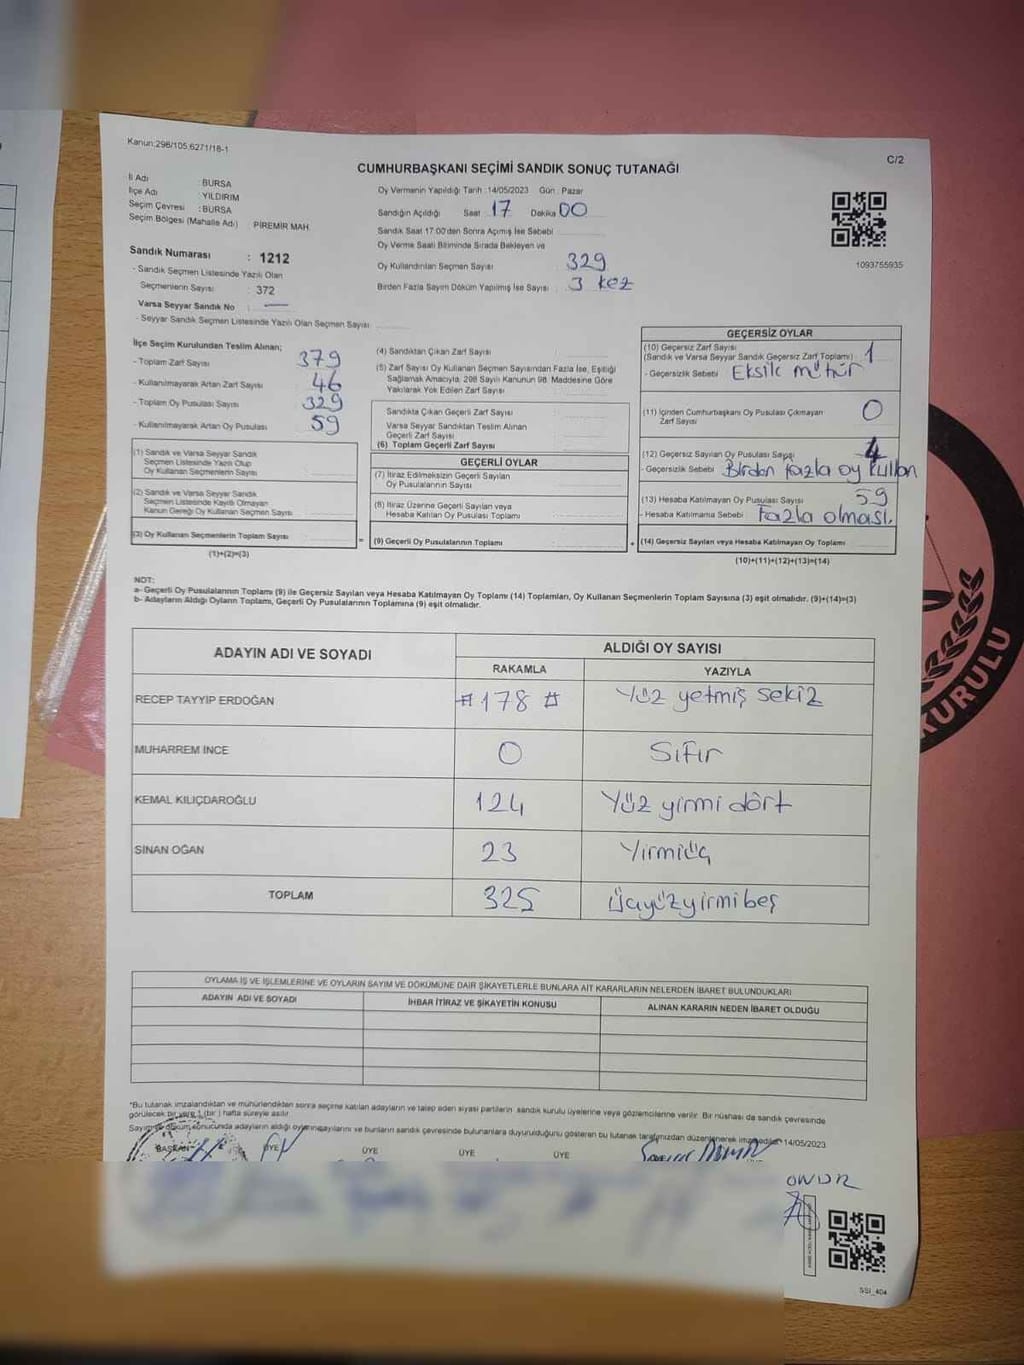 Kanun:298/105,6271/18-1
C/2
CUMHURBAŞKANI SEÇİMİ SANDIK SONUÇ TUTANAĞI
İl Adı : BURSA
İlçe Adı : YILDIRIM
Seçim Çevresi : BURSA
Seçim Bölgesi (Mahalle Adı) PİREMİR MAH
Sandık Numarası : 1212
- Sandık Seçmen Listesinde Yazılı Olan
Seçmenlerin Sayısı : 372
Varsa Seyyar Sandık No : —
- Seyyar Sandık Seçmen Listesinde Yazılı Olan Seçmen Sayısı
Oy Vermenin Yapıldığı Tarih :14/05/2023 Gün : Pazar
Sandığın Açıldığı Saat 17 Dakika 00
Sandık Saat 17:00'den Sonra Açılmış İse Sebebi
Oy Verme Saati Bitiminde Sırada Bekleyen ve
Oy Kullandırılan Seçmen Sayısı 329
Birden Fazla Sayım Döküm Yapılmış İse Sayısı : 3 kez
1093755935
İlçe Seçim Kurulundan Teslim Alınan;
- Toplam Zarf Sayısı 379
- Kullanılmayarak Artan Zarf Sayısı 46
- Toplam Oy Pusulası Sayısı 329
- Kullanılmayarak Artan Oy Pusulası 59
(1) Sandık ve Varsa Seyyar Sandık
Seçmen Listesinde Yazılı Olup
Oy Kullanan Seçmenlerin Sayısı
(2) Sandık ve Varsa Seyyar Sandık
Seçmen Listesinde Kayıtlı Olmayan
Kanun Gereği Oy Kullanan Seçmen Sayısı
(3) Oy Kullanan Seçmenlerin Toplam Sayısı
(1)+(2)=(3)
(4) Sandıktan Çıkan Zarf Sayısı
(5) Zarf Sayısı Oy Kullanan Seçmen Sayısından Fazla İse, Eşitliği
Sağlamak Amacıyla, 298 Sayılı Kanunun 98. Maddesine Göre
Yakılarak Yok Edilen Zarf Sayısı
Sandıkta Çıkan Geçerli Zarf Sayısı
Varsa Seyyar Sandıktan Teslim Alınan
Geçerli Zarf Sayısı
(6) Toplam Geçerli Zarf Sayısı
GEÇERLİ OYLAR
(7) İtiraz Edilmeksizin Geçerli Sayılan
Oy Pusulalarının Sayısı
(8) İtiraz Üzerine Geçerli Sayılan veya
Hesaba Katılan Oy Pusulası Toplamı
= (9) Geçerli Oy Pusulalarının Toplamı
GEÇERSİZ OYLAR
(10) Geçersiz Zarf Sayısı
(Sandık ve Varsa Seyyar Sandık Geçersiz Zarf Toplamı) 1
- Geçersizlik Sebebi Eksik mühür
(11) İçinden Cumhurbaşkanı Oy Pusulası Çıkmayan
Zarf Sayısı 0
(12) Geçersiz Sayılan Oy Pusulası Sayısı 4
- Geçersizlik Sebebi Birden fazla oy kullan
(13) Hesaba Katılmayan Oy Pusulası Sayısı 59
- Hesaba Katılmama Sebebi Fazla olması.
+ (14) Geçersiz Sayılan veya Hesaba Katılmayan Oy Toplamı
(10)+(11)+(12)+(13)=(14)
NOT:
a- Geçerli Oy Pusulalarının Toplamı (9) ile Geçersiz Sayılan veya Hesaba Katılmayan Oy Toplamı (14) Toplamları, Oy Kullanan Seçmenlerin Toplam Sayısına (3) eşit olmalıdır. (9)+(14)=(3)
b- Adayların Aldığı Oyların Toplamı, Geçerli Oy Pusulalarının Toplamına (9) eşit olmalıdır.
ADAYIN ADI VE SOYADI ALDIĞI OY SAYISI
RAKAMLA YAZIYLA
RECEP TAYYİP ERDOĞAN #178# Yüz yetmiş sekiz
MUHARREM İNCE 0 Sıfır
KEMAL KILIÇDAROĞLU 124 Yüz yirmi dört
SİNAN OĞAN 23 Yirmiüç
TOPLAM 325 Üçyüzyirmibeş
OYLAMA İŞ VE İŞLEMLERİNE VE OYLARIN SAYIM VE DÖKÜMÜNE DAİR ŞİKAYETLERLE BUNLARA AİT KARARLARIN NELERDEN İBARET BULUNDUKLARI
ADAYIN ADI VE SOYADI İHBAR İTİRAZ VE ŞİKAYETİN KONUSU ALINAN KARARIN NEDEN İBARET OLDUĞU
*Bu tutanak imzalandıktan ve mühürlendikten sonra seçime katılan adayların ve talep eden siyasi partilerin sandık kurulu üyelerine veya gözlemcilerine verilir. Bir nüshası da sandık çevresinde
görülecek bir yere 1 (bir) hafta süreyle asılır.
Sayım ve döküm sonucunda adayların aldığı oyların sayılarını ve bunların sandık çevresinde bulunanlara duyurulduğunu gösteren bu tutanak tarafımızdan düzenlenerek imza edildi. 14/05/2023
BAŞKAN ÜYE ÜYE ÜYE ÜYE
ONUR
SSİ_404
KURULU